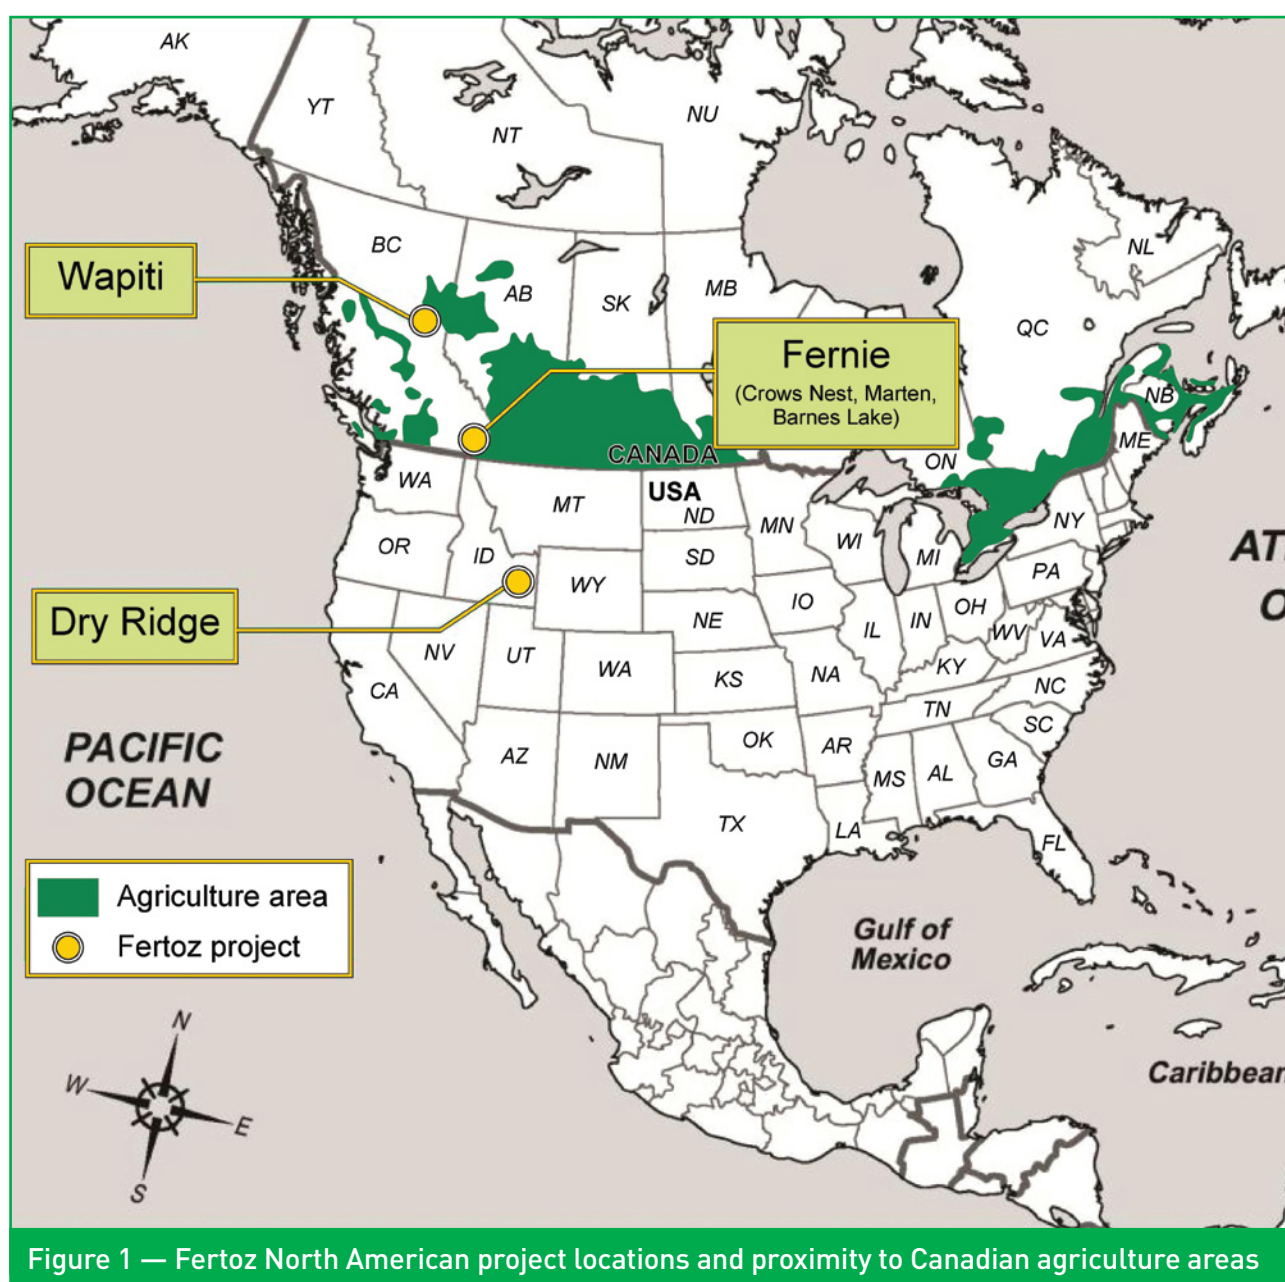 AK
YT
NT
NU
BC
AB
SK
MB
QC
NL
Wapiti
Fernie
(Crows Nest, Marten,
Barnes Lake)
NB
ME
ON
CANADA
USA
WA
MT
ND
MN
WI
MI
NY
OR
ID
WY
SD
PA
IO
OH
NE
IL
IN
WV
VA
Dry Ridge
NV
UT
WA
KS
NA
KY
NC
CA
TN
SC
AZ
NM
OK
AR
MS
AL
GA
TX
LA
FL
AT
O
PACIFIC
OCEAN
Agriculture area
Fertoz project
Gulf of
Mexico
Caribbean
N
W
E
S
Figure 1 — Fertoz North American project locations and proximity to Canadian agriculture areas